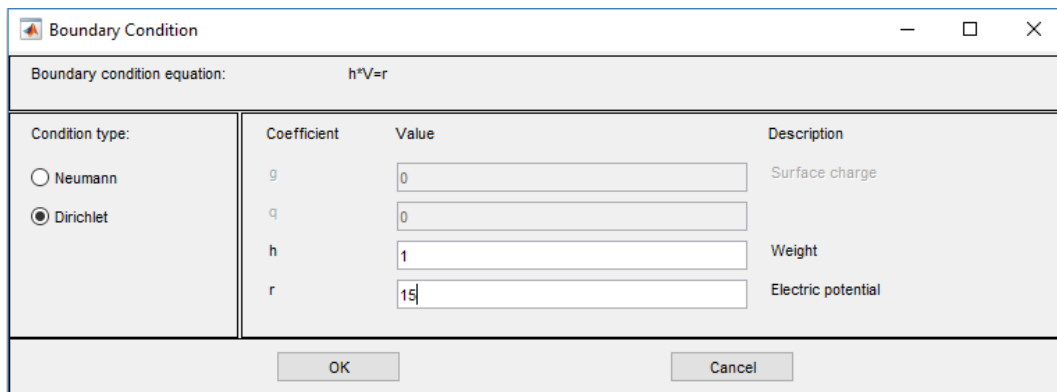 Boundary Condition
Boundary condition equation: h*V=r
Condition type: Coefficient Value Description
Neumann g 0 Surface charge
Dirichlet q 0
h 1 Weight
r 15 Electric potential
OK Cancel